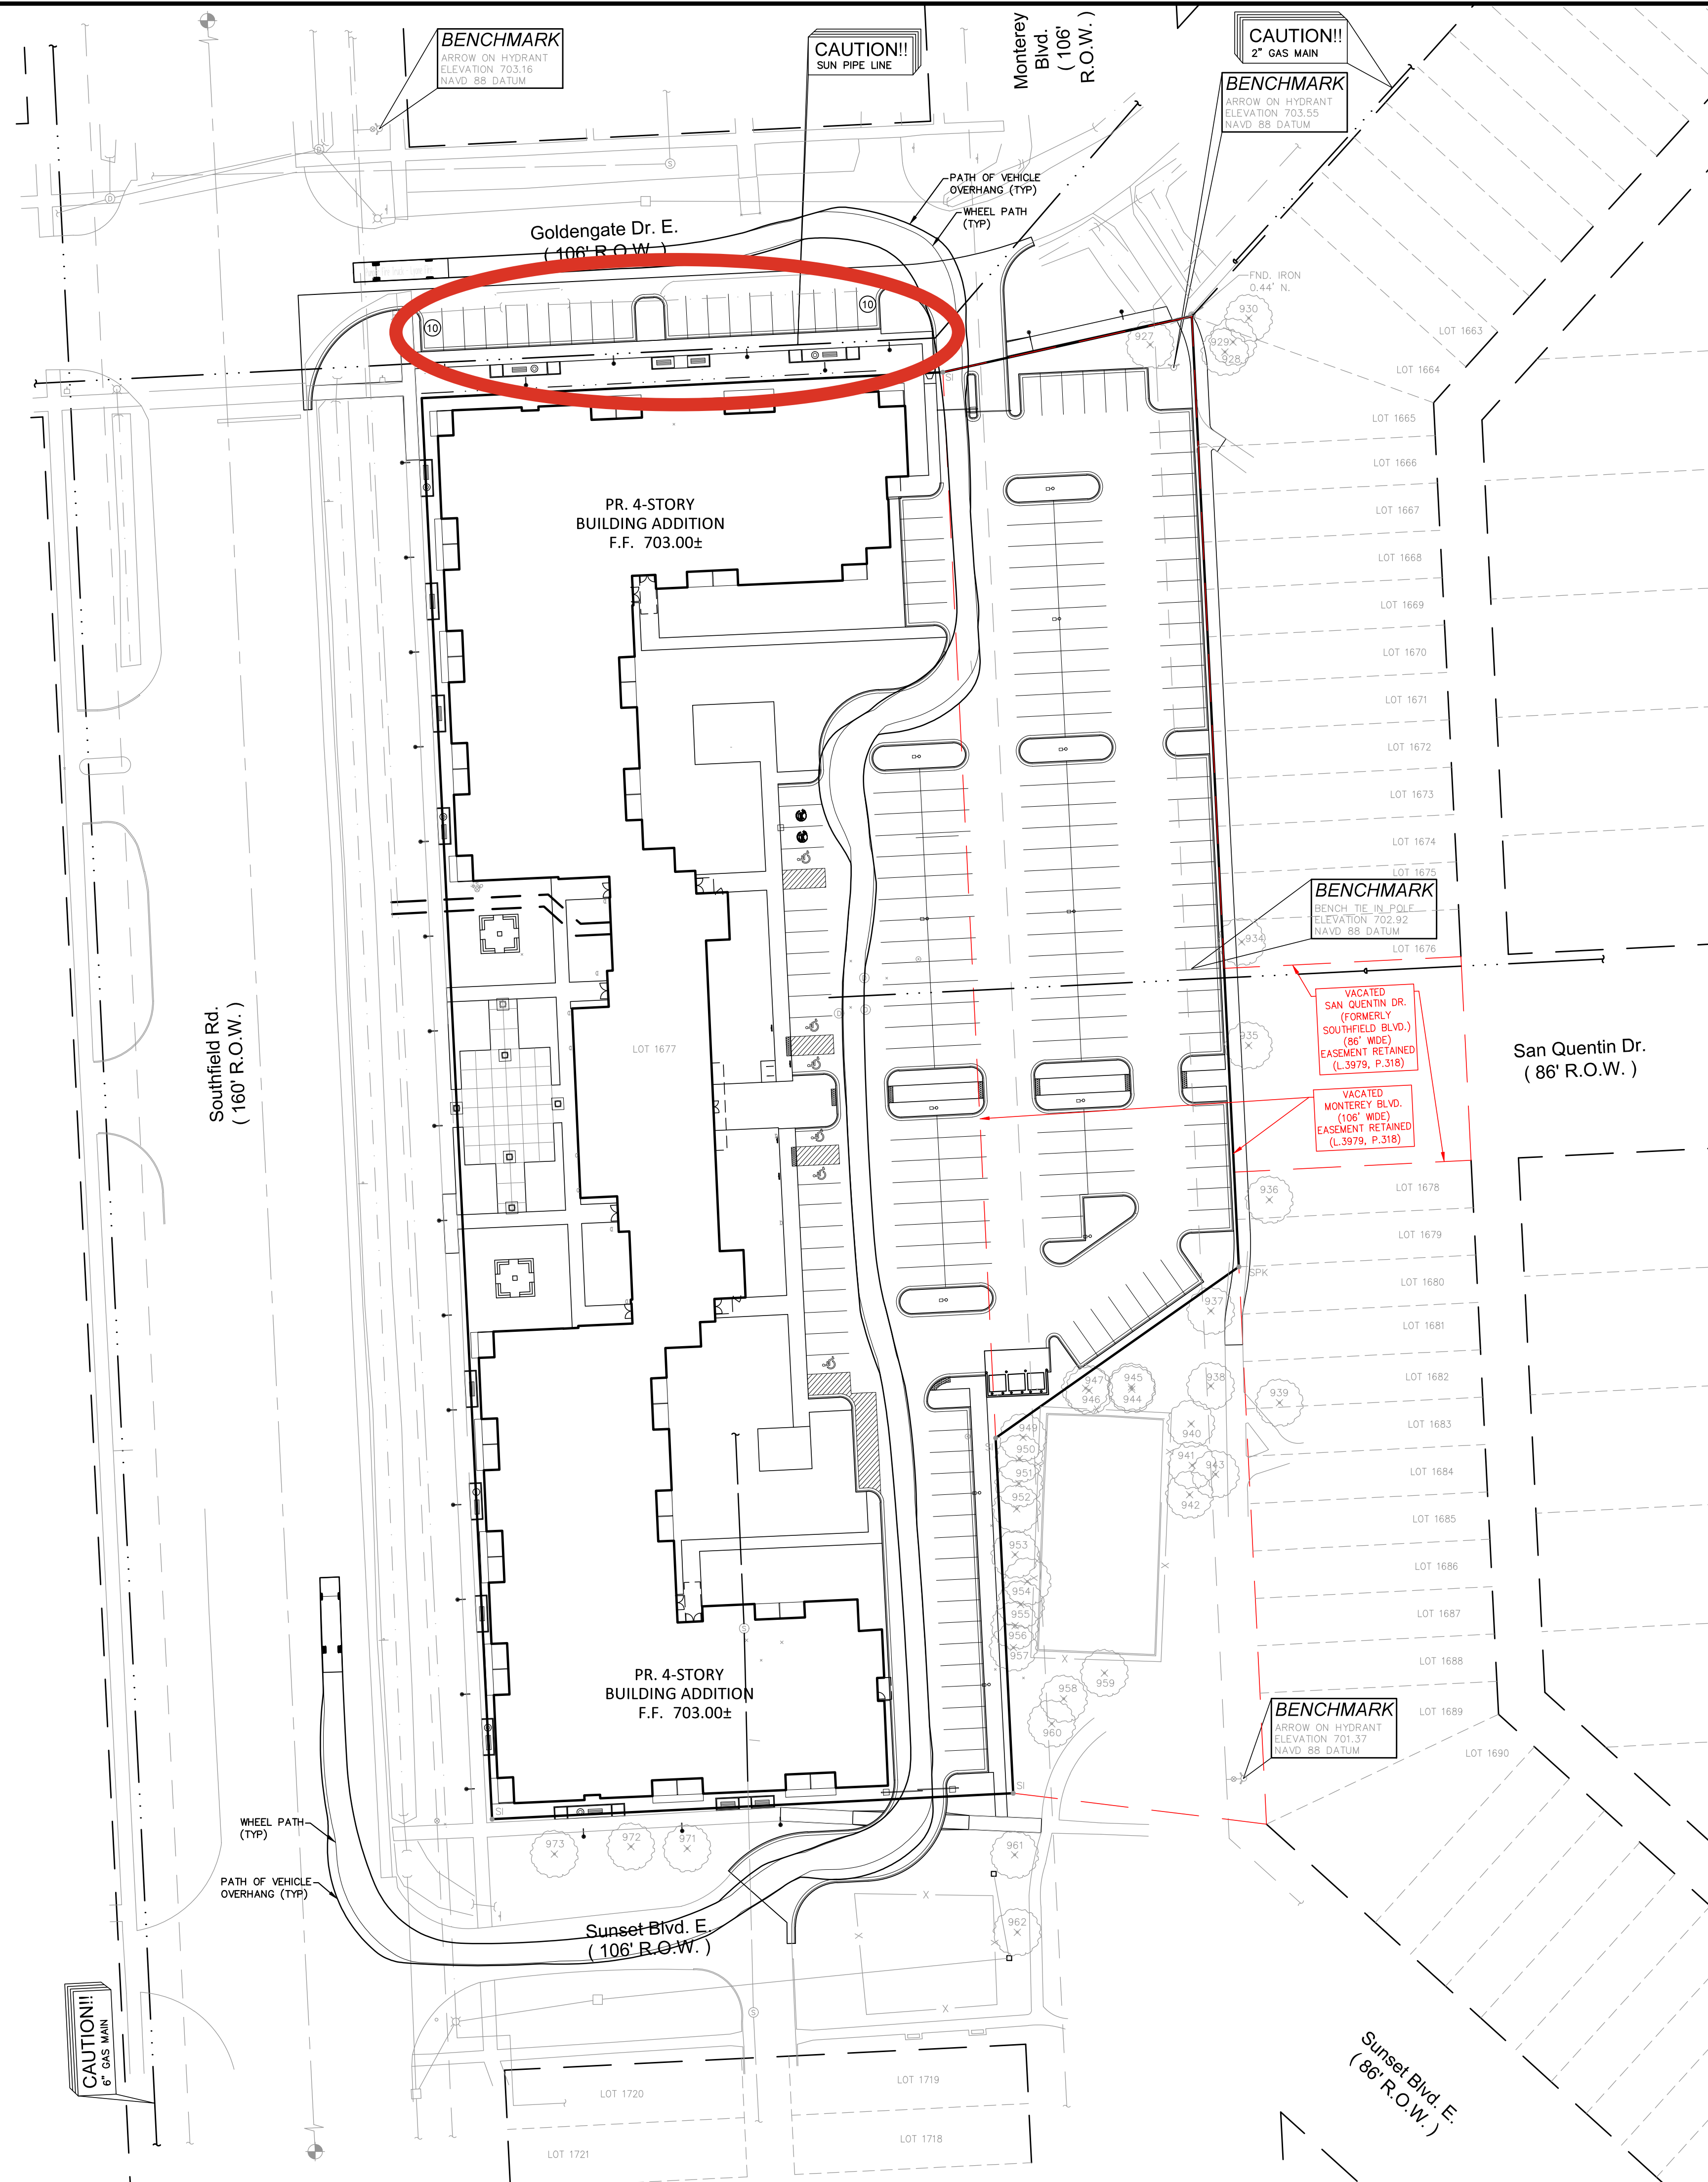 BENCHMARK
ARROW ON HYDRANT
ELEVATION 703.16
NAVD 88 DATUM
CAUTION!!
SUN PIPE LINE
Monterey
Blvd.
( 106'
R.O.W. )
CAUTION!!
2" GAS MAIN
BENCHMARK
ARROW ON HYDRANT
ELEVATION 703.55
NAVD 88 DATUM
PATH OF VEHICLE
OVERHANG (TYP)
WHEEL PATH
(TYP)
Goldengate Dr. E.
( 106' R.O.W. )
10
10
FND. IRON
0.44' N.
930
929
928
927
SI
LOT 1663
LOT 1664
LOT 1665
LOT 1666
LOT 1667
LOT 1668
LOT 1669
LOT 1670
LOT 1671
LOT 1672
LOT 1673
LOT 1674
LOT 1675
PR. 4-STORY
BUILDING ADDITION
F.F. 703.00±
BENCHMARK
BENCH TIE IN POLE
ELEVATION 702.92
NAVD 88 DATUM
934
LOT 1676
VACATED
SAN QUENTIN DR.
(FORMERLY
SOUTHFIELD BLVD.)
(86' WIDE)
EASEMENT RETAINED
(L.3979, P.318)
935
San Quentin Dr.
( 86' R.O.W. )
Southfield Rd.
( 160' R.O.W. )
LOT 1677
VACATED
MONTEREY BLVD.
(106' WIDE)
EASEMENT RETAINED
(L.3979, P.318)
936
LOT 1678
LOT 1679
SPK
LOT 1680
937
LOT 1681
LOT 1682
LOT 1683
LOT 1684
LOT 1685
LOT 1686
LOT 1687
LOT 1688
LOT 1689
LOT 1690
947
946
945
944
938
939
940
941
943
942
SI
949
950
951
952
953
954
955
956
957
958
959
960
PR. 4-STORY
BUILDING ADDITION
F.F. 703.00±
BENCHMARK
ARROW ON HYDRANT
ELEVATION 701.37
NAVD 88 DATUM
SI
SI
WHEEL PATH
(TYP)
PATH OF VEHICLE
OVERHANG (TYP)
973
972
971
961
962
Sunset Blvd. E.
( 106' R.O.W. )
CAUTION!!
6" GAS MAIN
LOT 1720
LOT 1719
LOT 1721
LOT 1718
Sunset Blvd. E.
( 86' R.O.W. )